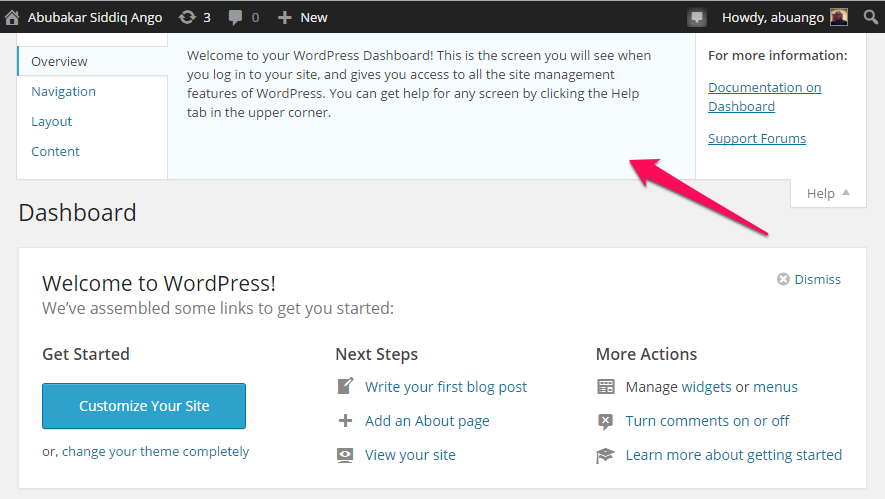 Abubakar Siddiq Ango 3 0 New Howdy, abuango
Overview
Navigation
Layout
Content
Welcome to your WordPress Dashboard! This is the screen you will see when
you log in to your site, and gives you access to all the site management
features of WordPress. You can get help for any screen by clicking the Help
tab in the upper corner.
For more information:
Documentation on
Dashboard
Support Forums
Help
Dashboard
Welcome to WordPress!
We've assembled some links to get you started:
Dismiss
Get Started
Customize Your Site
or, change your theme completely
Next Steps
Write your first blog post
Add an About page
View your site
More Actions
Manage widgets or menus
Turn comments on or off
Learn more about getting started